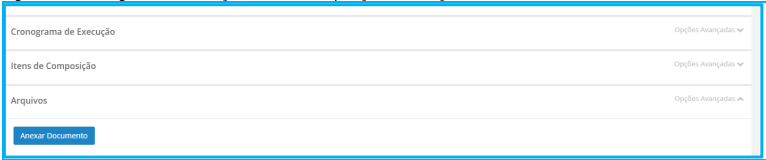 Cronograma de Execução Opções Avançadas
Itens de Composição Opções Avançadas
Arquivos Opções Avançadas
Anexar Documento